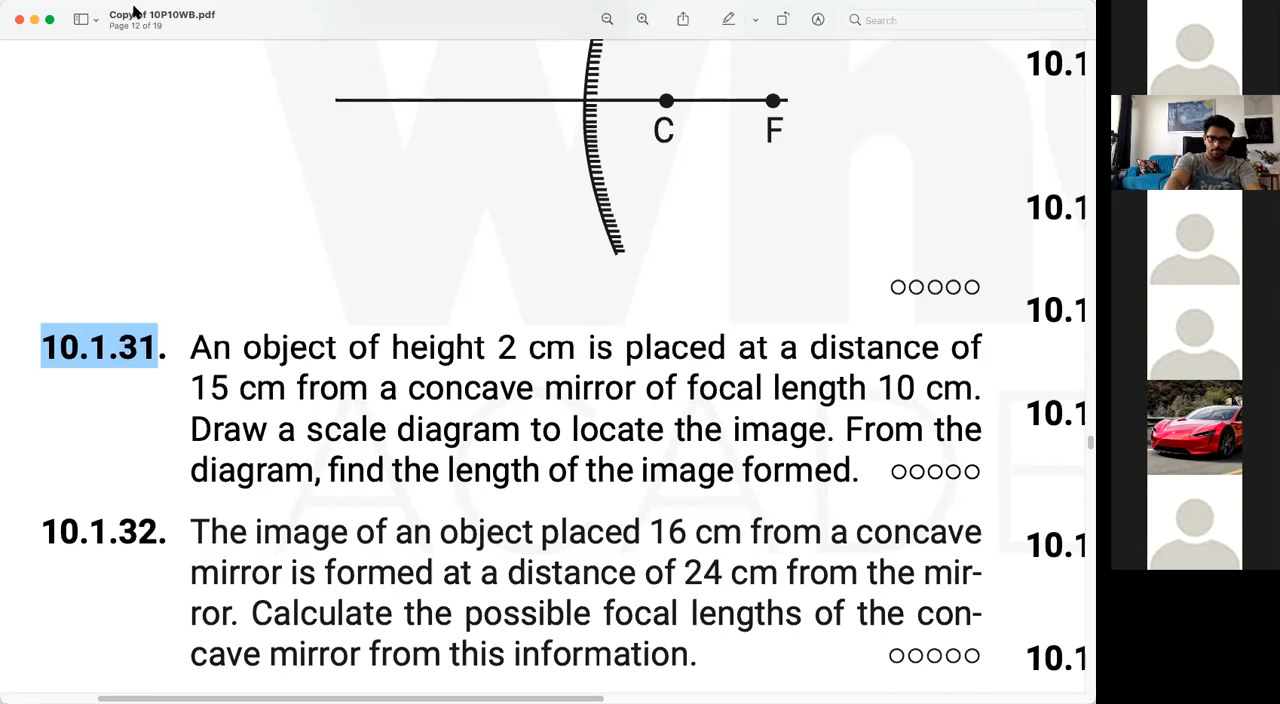 Copy of 10P10WB.pdf
Page 12 of 19
Search
C
F
10.1.31. An object of height 2 cm is placed at a distance of
15 cm from a concave mirror of focal length 10 cm.
Draw a scale diagram to locate the image. From the
diagram, find the length of the image formed.
10.1.32. The image of an object placed 16 cm from a concave
mirror is formed at a distance of 24 cm from the mir-
ror. Calculate the possible focal lengths of the con-
cave mirror from this information.
10.1
10.1
10.1
10.1
10.1
10.1